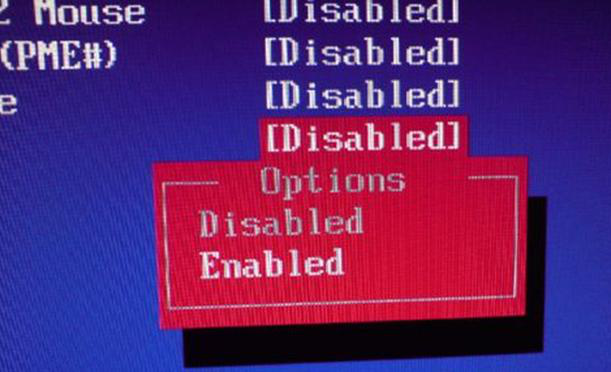 2 Mouse [Disabled]
(PME#) [Disabled]
e [Disabled]
[Disabled]
Options
Disabled
Enabled